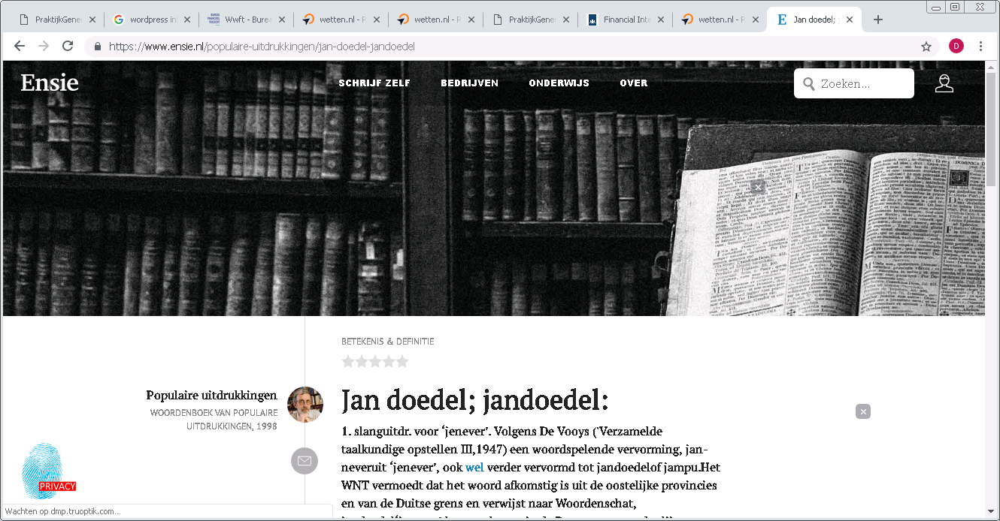 PraktijkGener
wordpress inl
Wwft - Bureau
wetten.nl - R
wetten.nl - R
PraktijkGener
Financial Inte
wetten.nl - R
Jan doedel; j
https://www.ensie.nl/populaire-uitdrukkingen/jan-doedel-jandoedel
D
Ensie
SCHRIJF ZELF
BEDRIJVEN
ONDERWIJS
OVER
Zoeken...
BETEKENIS & DEFINITIE
Populaire uitdrukkingen
WOORDENBOEK VAN POPULAIRE
UITDRUKKINGEN, 1998
Jan doedel; jandoedel:
1. slanguitdr. voor ‘jenever’. Volgens De Vooys (‘Verzamelde
taalkundige opstellen III,1947) een woordspelende vervorming, jan-
neveruit ‘jenever’, ook wel verder vervormd tot jandoedelof jampu.Het
WNT vermoedt dat het woord afkomstig is uit de oostelijke provincies
en van de Duitse grens en verwijst naar Woordenschat,
PRIVACY
Wachten op dmp.truoptik.com...